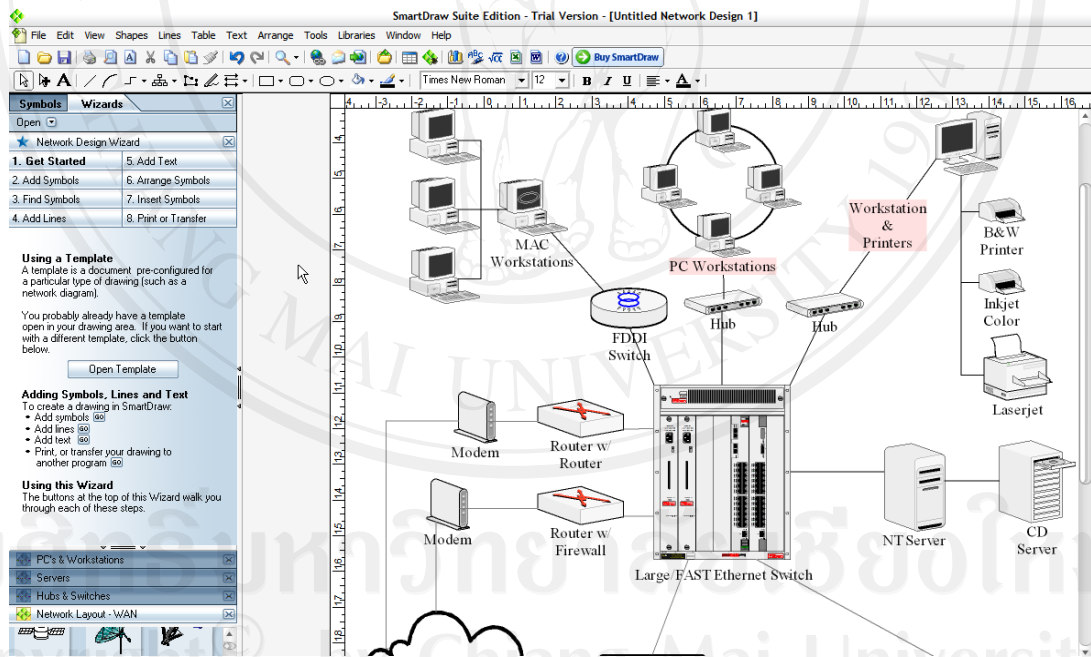 SmartDraw Suite Edition - Trial Version - [Untitled Network Design 1]
File Edit View Shapes Lines Table Text Arrange Tools Libraries Window Help
Buy SmartDraw
Times New Roman 12 B I U A
Symbols Wizards
Open
Network Design Wizard
1. Get Started 5. Add Text
2. Add Symbols 6. Arrange Symbols
3. Find Symbols 7. Insert Symbols
4. Add Lines 8. Print or Transfer
Using a Template
A template is a document pre-configured for
a particular type of drawing (such as a
network diagram).
You probably already have a template
open in your drawing area. If you want to start
with a different template, click the button
below.
Open Template
Adding Symbols, Lines and Text
To create a drawing in SmartDraw:
• Add symbols GO
• Add lines GO
• Add text GO
• Print, or transfer your drawing to
another program GO
Using this Wizard
The buttons at the top of this Wizard walk you
through each of these steps.
PC's & Workstations
Servers
Hubs & Switches
Network Layout - WAN
MAC
Workstations
PC Workstations
Workstation
&
Printers
B&W
Printer
Inkjet
Color
Laserjet
FDDI
Switch
Hub
Hub
Modem
Router w/
Router
Modem
Router w/
Firewall
Large/FAST Ethernet Switch
NT Server
CD
Server
CHIANG MAI UNIVERSITY 1964